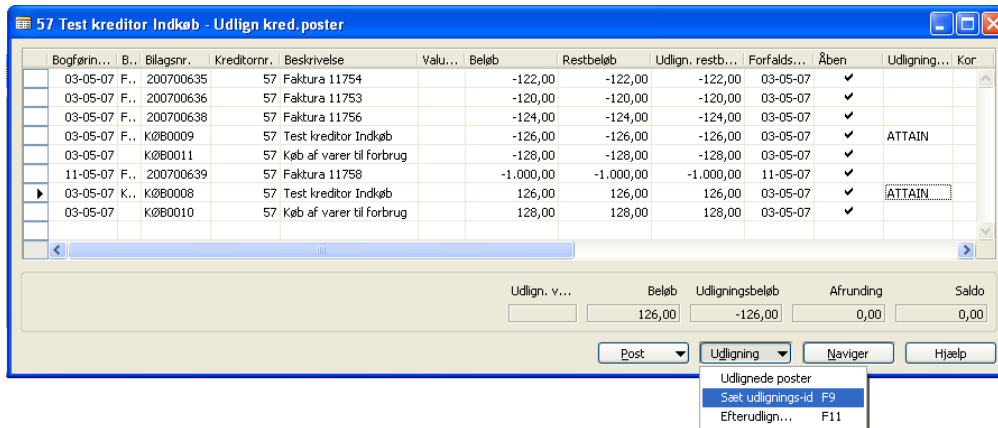 57 Test kreditor Indkøb - Udlign kred.poster
Bogførin... B.. Bilagsnr. Kreditornr. Beskrivelse Valu... Beløb Restbeløb Udlign. restb... Forfalds... Åben Udligning... Kor
03-05-07 F.. 200700635 57 Faktura 11754 -122,00 -122,00 -122,00 03-05-07 ✔
03-05-07 F.. 200700636 57 Faktura 11753 -120,00 -120,00 -120,00 03-05-07 ✔
03-05-07 F.. 200700638 57 Faktura 11756 -124,00 -124,00 -124,00 03-05-07 ✔
03-05-07 F.. KØB0009 57 Test kreditor Indkøb -126,00 -126,00 -126,00 03-05-07 ✔ ATTAIN
03-05-07 KØB0011 57 Køb af varer til forbrug -128,00 -128,00 -128,00 03-05-07 ✔
11-05-07 F.. 200700639 57 Faktura 11758 -1.000,00 -1.000,00 -1.000,00 11-05-07 ✔
03-05-07 K.. KØB0008 57 Test kreditor Indkøb 126,00 126,00 126,00 03-05-07 ✔ ATTAIN
03-05-07 KØB0010 57 Køb af varer til forbrug 128,00 128,00 128,00 03-05-07 ✔
Udlign. v... Beløb Udligningsbeløb Afrunding Saldo
126,00 -126,00 0,00 0,00
Post Udligning Naviger Hjælp
Udlignede poster
Sæt udlignings-id F9
Efterudlign... F11